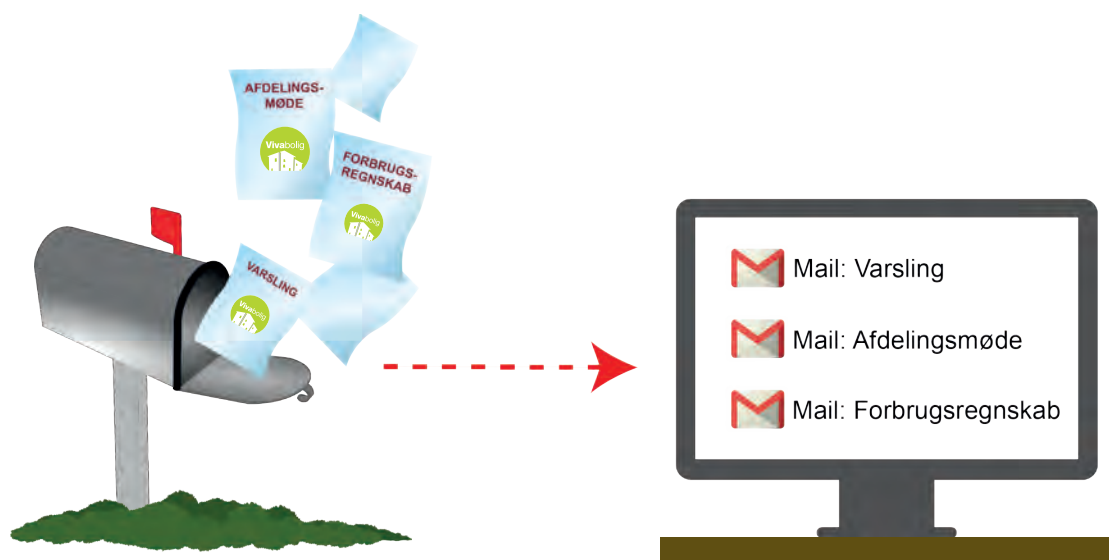 AFDELINGS-
MØDE
Vivabolig
FORBRUGS-
REGNSKAB
Vivabolig
VARSLING
Vivabolig
Mail: Varsling
Mail: Afdelingsmøde
Mail: Forbrugsregnskab